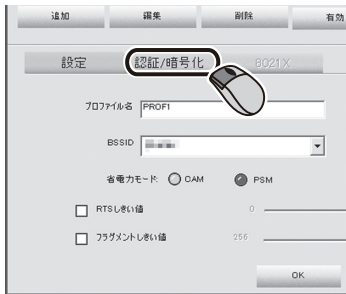 追加 編集 削除 有効
設定 認証/暗号化 8021X
プロファイル名 PROF1
BSSID
省電力モード: CAM PSM
RTSしきい値 0
フラグメントしきい値 256
OK